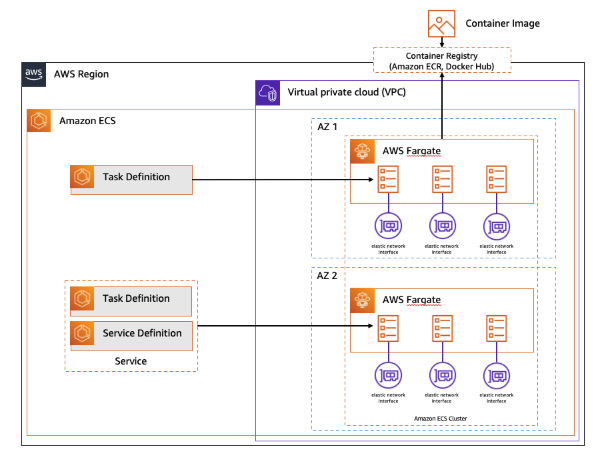 Container Image
Container Registry
(Amazon ECR, Docker Hub)
aws
AWS Region
Virtual private cloud (VPC)
Amazon ECS
AZ 1
AWS Fargate
Task Definition
elastic network
interface
elastic network
interface
elastic network
interface
AZ 2
Task Definition
AWS Fargate
Service Definition
Service
elastic network
interface
elastic network
interface
elastic network
interface
Amazon ECS Cluster